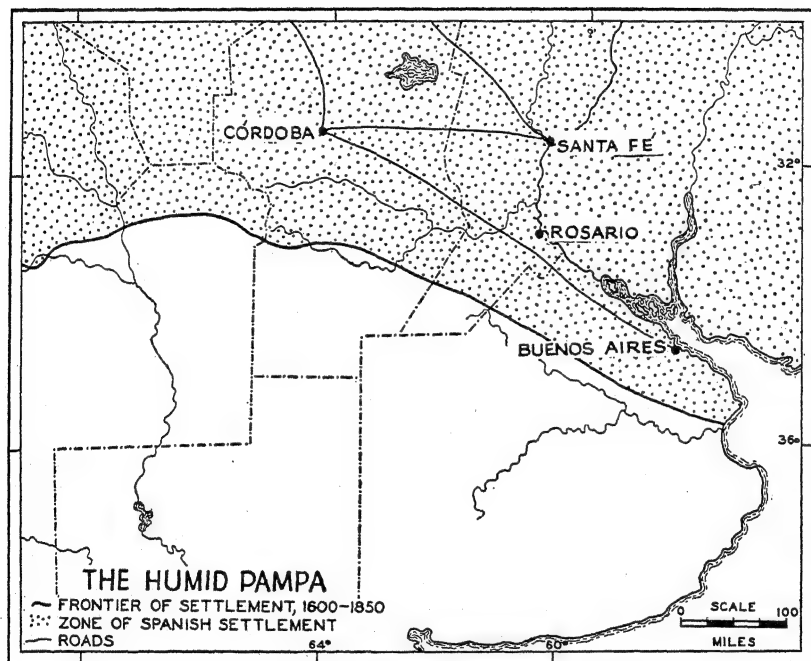 CÓRDOBA
SANTA FÉ
32°
ROSARIO
BUENOS AIRES
36°
THE HUMID PAMPA
FRONTIER OF SETTLEMENT, 1600–1850
ZONE OF SPANISH SETTLEMENT
ROADS
64°
60°
0 SCALE 100
MILES